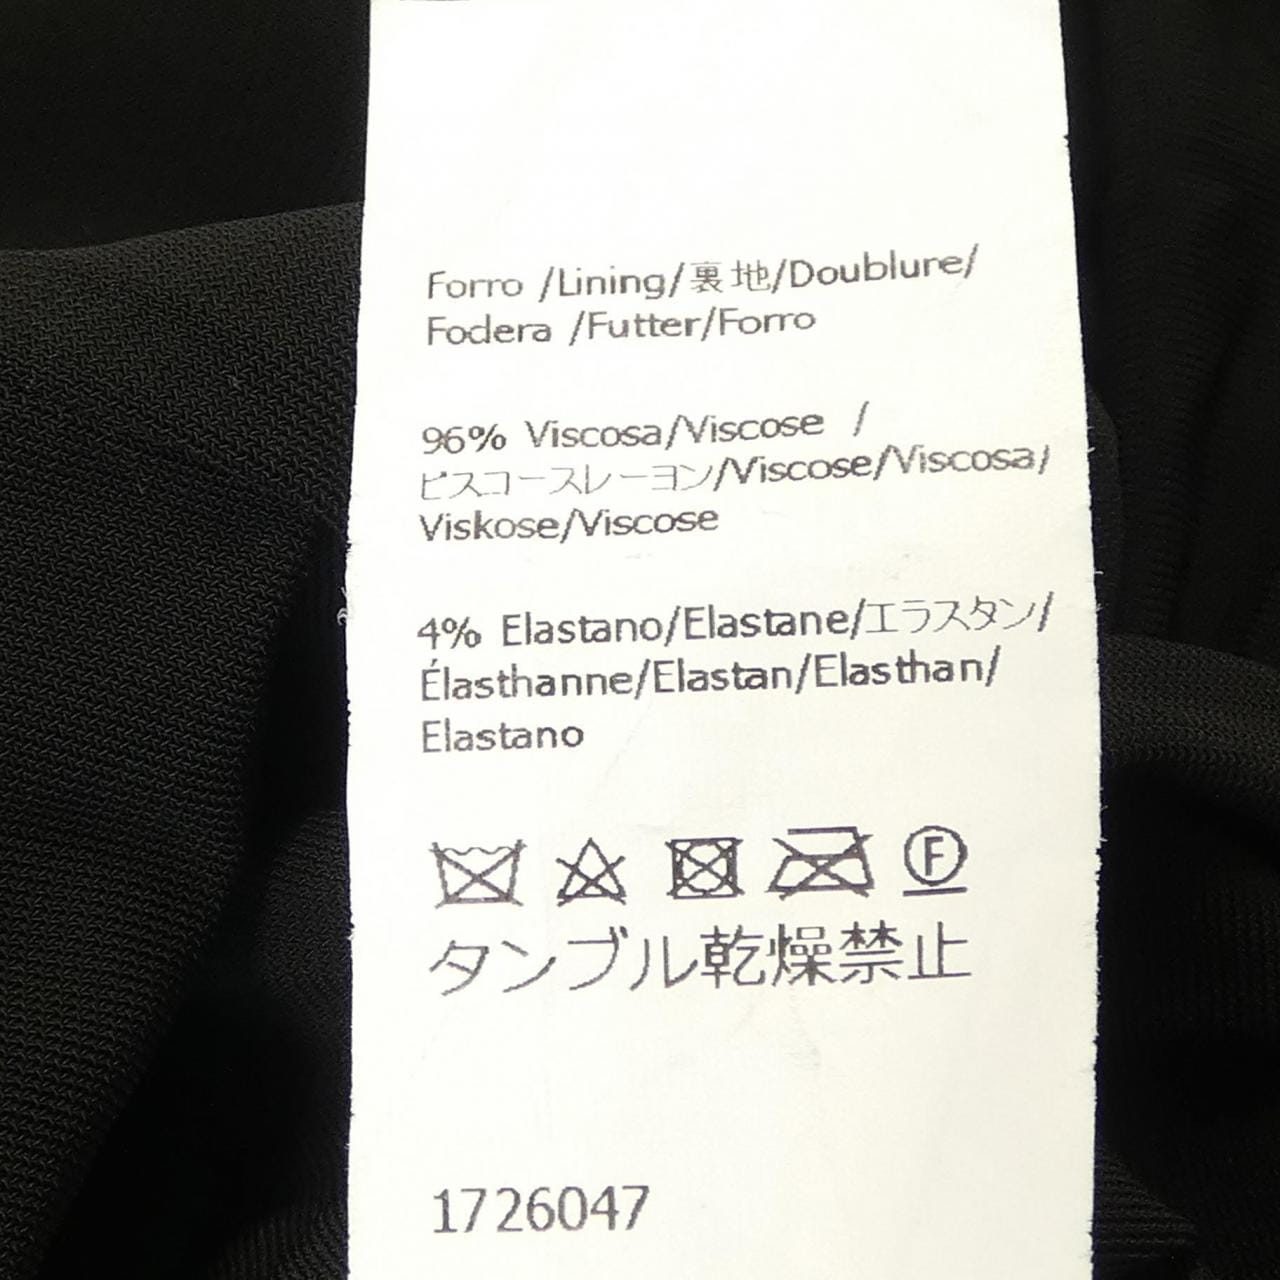 Forro /Lining/裏地/Doublure/
Fodera /Futter/Forro
96% Viscosa/Viscose /
ビスコースレーヨン/Viscose/Viscosa/
Viskose/Viscose
4% Elastano/Elastane/エラスタン/
Élasthanne/Elastan/Elasthan/
Elastano
F
タンブル乾燥禁止
1726047